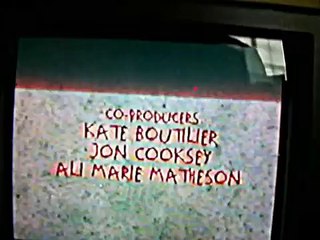 CO-PRODUCERS
KATE BOUTILIER
JON COOKSEY
ALI MARIE MATHESON